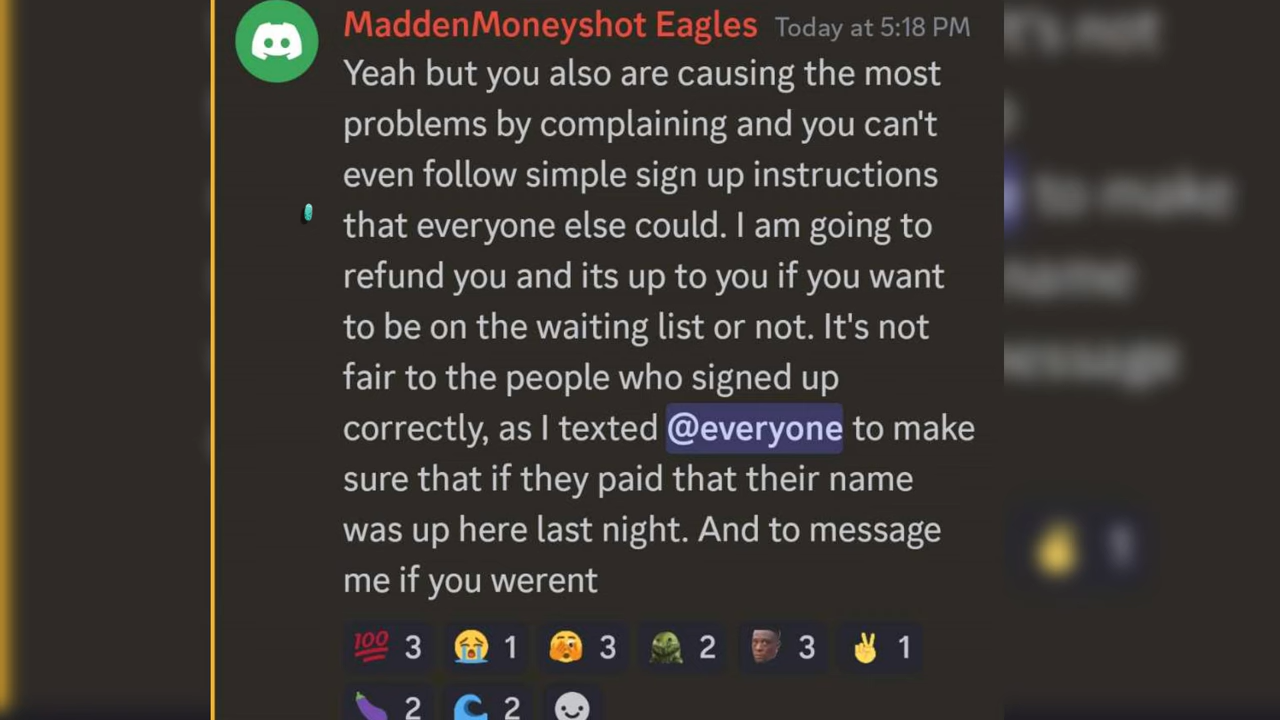 MaddenMoneyshot Eagles Today at 5:18 PM
Yeah but you also are causing the most
problems by complaining and you can't
even follow simple sign up instructions
that everyone else could. I am going to
refund you and its up to you if you want
to be on the waiting list or not. It's not
fair to the people who signed up
correctly, as I texted @everyone to make
sure that if they paid that their name
was up here last night. And to message
me if you werent
💯 3 😭 1 🫣 3 2 3 ✌️ 1
🍆 2 🌊 2